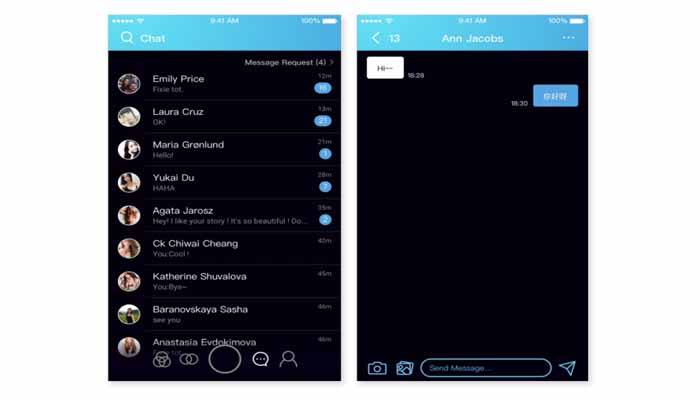 9:41 AM
100%
Chat
Message Request (4)
Emily Price
12m
Fixie tot.
16
Laura Cruz
13m
OK!
21
Maria Grønlund
21m
Hello!
1
Yukai Du
28m
HAHA
7
Agata Jarosz
35m
Hey! I like your story ! It's so beautiful ! Do...
2
Ck Chiwai Cheang
42m
You:Cool !
Katherine Shuvalova
45m
You:Bye~
Baranovskaya Sasha
46m
see you
Anastasia Evdokimova
46m
Fixie tot.
9:41 AM
100%
13
Ann Jacobs
Hi~~
18:28
你好呀
18:30
Send Message...